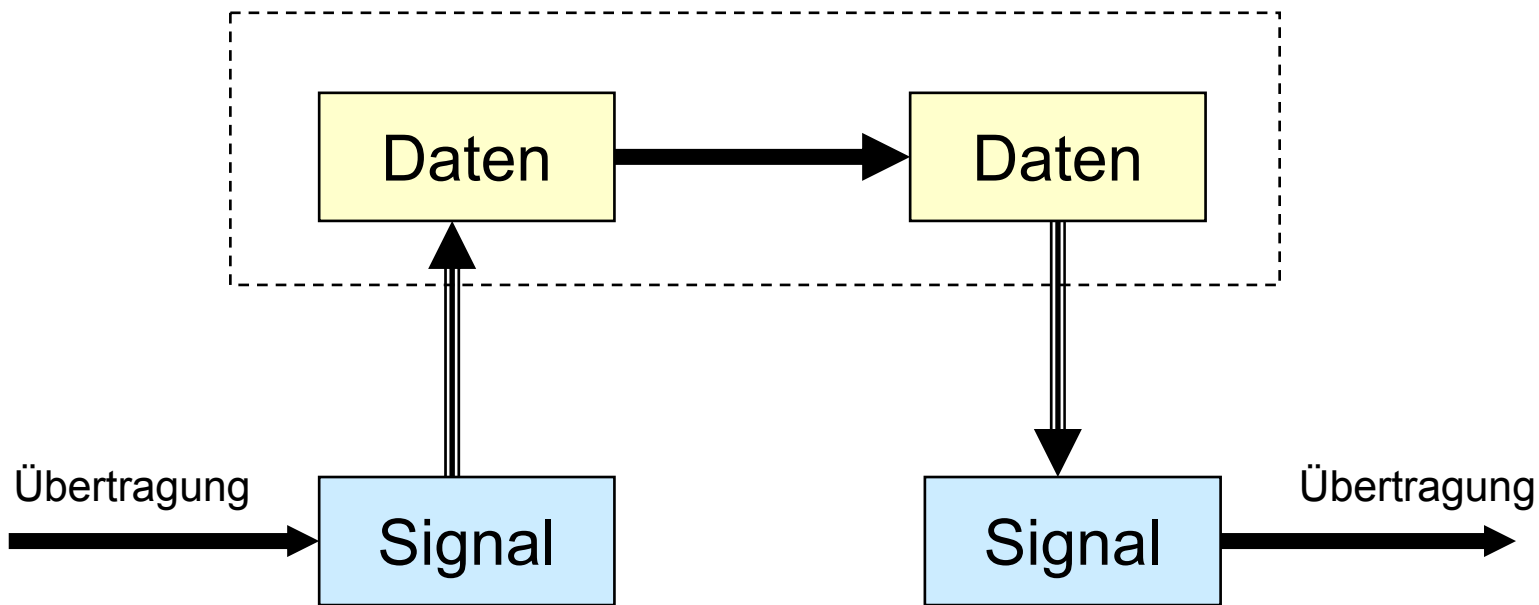 Daten
Daten
Übertragung
Signal
Signal
Übertragung